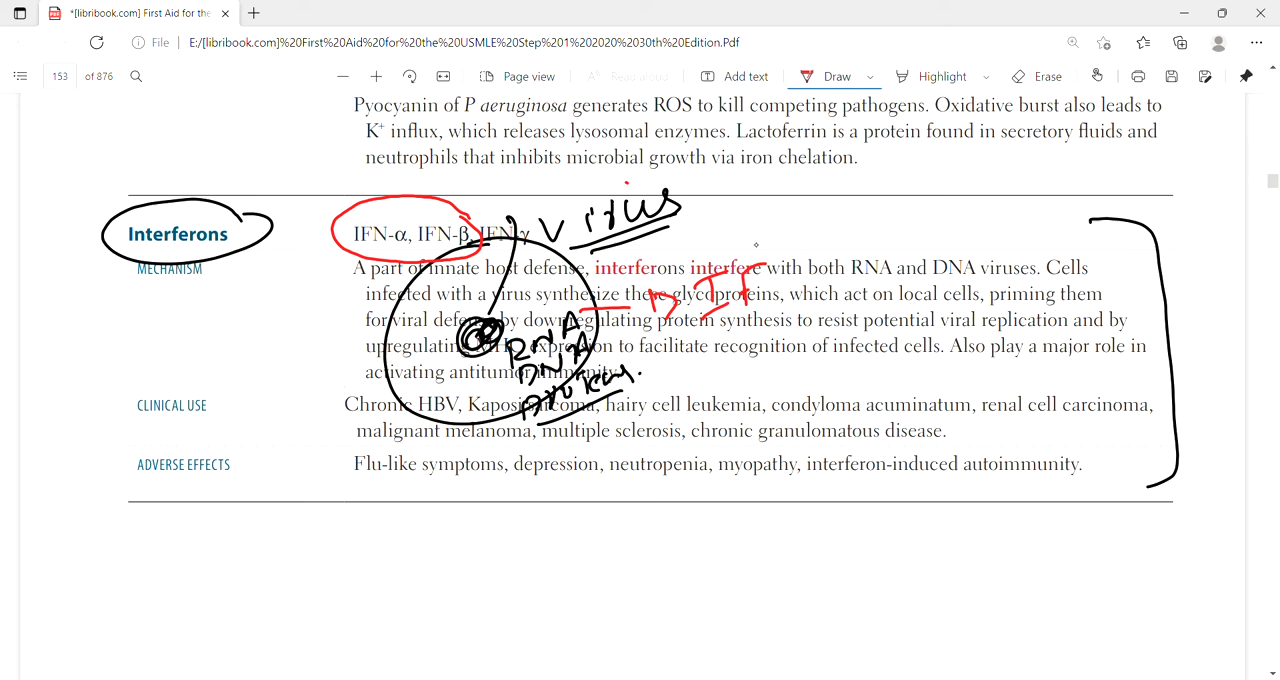 *[libribook.com] First Aid for the
File E:/[libribook.com]%20First%20Aid%20for%20the%20USMLE%20Step%201%202020%2030th%20Edition.Pdf
153 of 876 Page view Read aloud Add text Draw Highlight Erase
Pyocyanin of P aeruginosa generates ROS to kill competing pathogens. Oxidative burst also leads to
K+ influx, which releases lysosomal enzymes. Lactoferrin is a protein found in secretory fluids and
neutrophils that inhibits microbial growth via iron chelation.
Virus
Interferons IFN-α, IFN-β, IFN-γ
MECHANISM A part of innate host defense, interferons interfere with both RNA and DNA viruses. Cells
infected with a virus synthesize these glycoproteins, which act on local cells, priming them
for viral defense by downregulating protein synthesis to resist potential viral replication and by
upregulating expression to facilitate recognition of infected cells. Also play a major role in
activating antitumor immunity.
RNA
DNA
CLINICAL USE Chronic HBV, Kaposi sarcoma, hairy cell leukemia, condyloma acuminatum, renal cell carcinoma,
malignant melanoma, multiple sclerosis, chronic granulomatous disease.
ADVERSE EFFECTS Flu-like symptoms, depression, neutropenia, myopathy, interferon-induced autoimmunity.